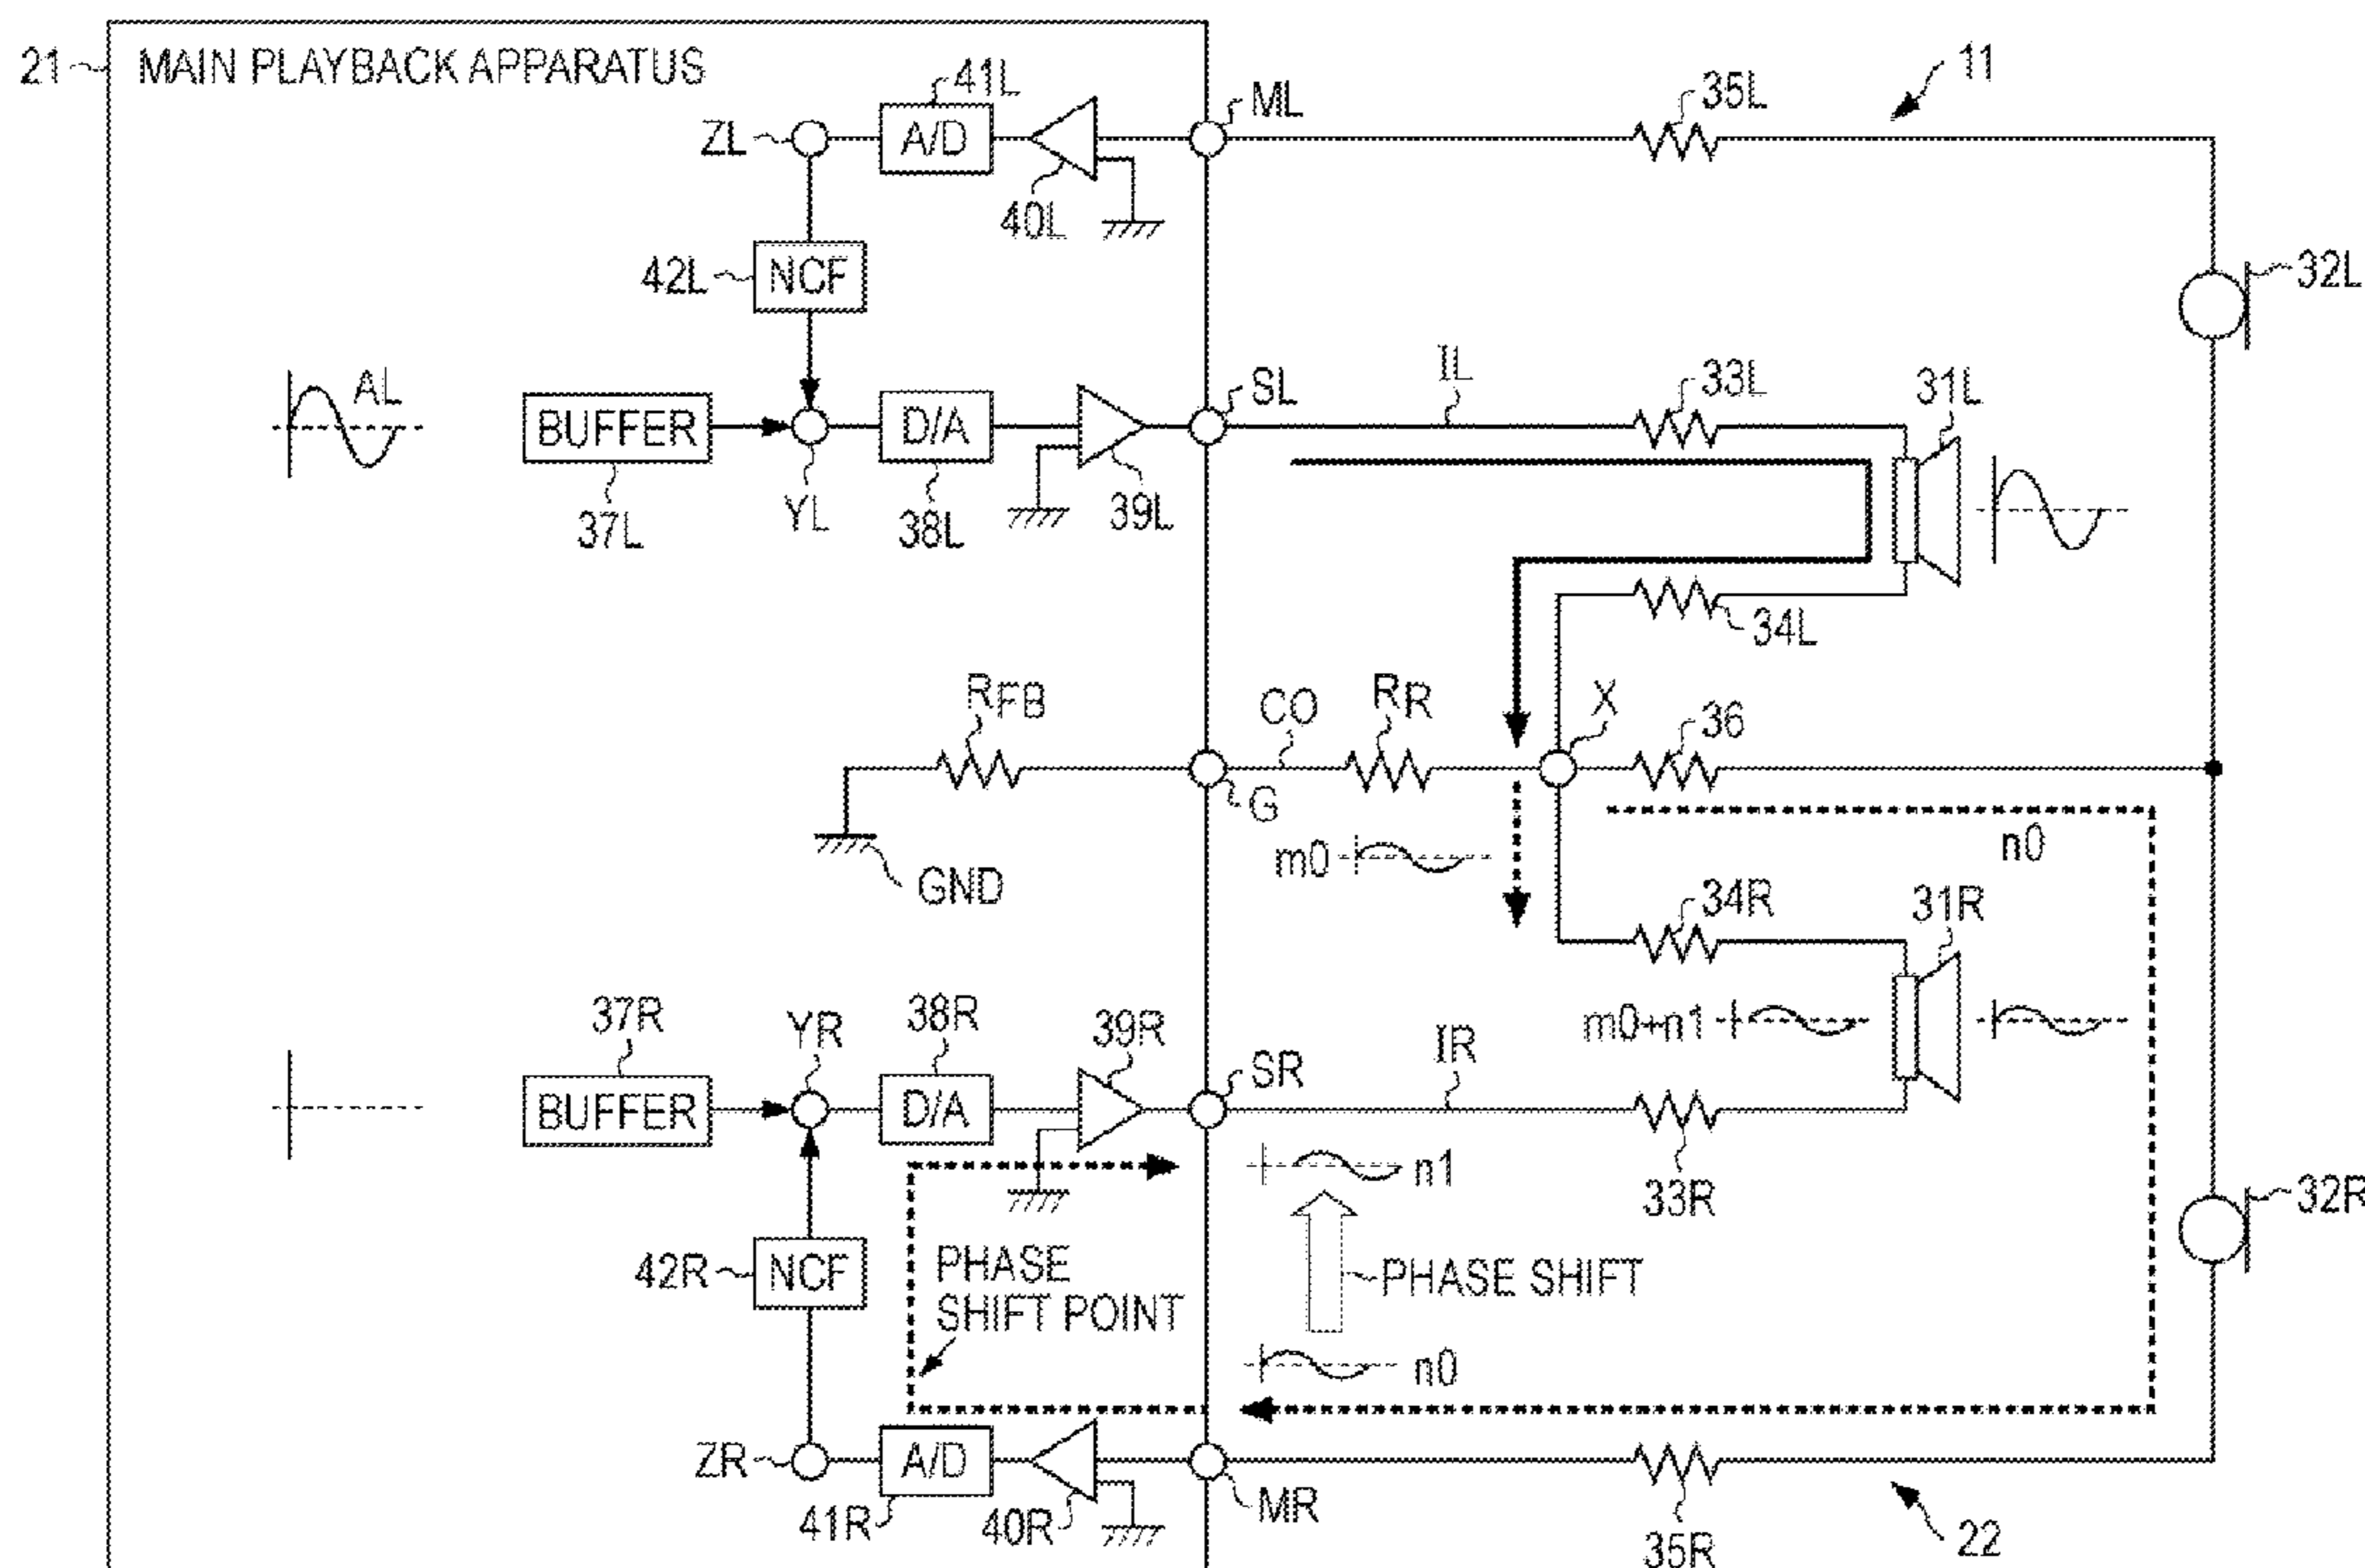 21 MAIN PLAYBACK APPARATUS
41L
ML
35L
11
ZL
A/D
40L
42L
NCF
32L
AL
BUFFER
D/A
SL
IL
33L
31L
37L
YL
38L
39L
34L
RFB
CO
RR
X
36
G
m0
n0
GND
34R
31R
37R
YR
38R
39R
SR
IR
m0+n1
BUFFER
D/A
n1
33R
32R
42R
NCF
PHASE
SHIFT POINT
PHASE SHIFT
n0
ZR
A/D
41R
40R
MR
35R
22